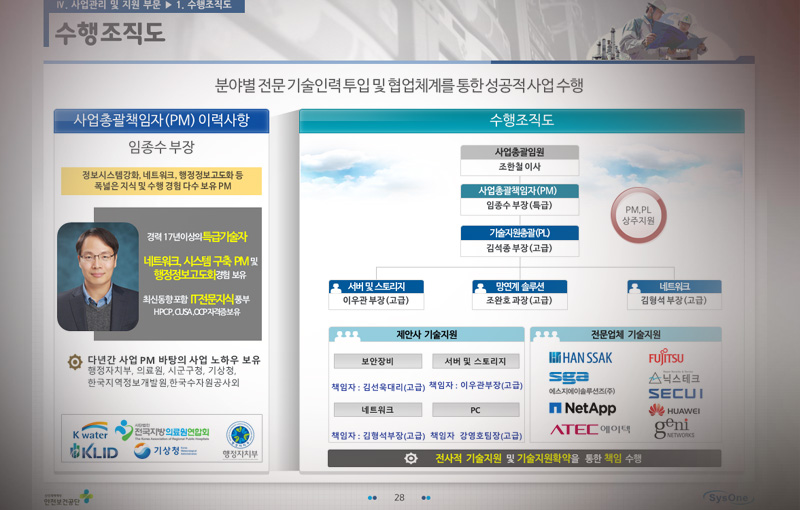 Ⅳ. 사업관리 및 지원 부문 ▶ 1. 수행조직도
수행조직도
분야별 전문 기술인력 투입 및 협업체계를 통한 성공적 사업 수행
사업총괄책임자(PM) 이력사항
임종수 부장
정보시스템강화, 네트워크, 행정정보고도화 등
폭넓은 지식 및 수행 경험 다수 보유 PM
경력 17년이상의 특급기술자
네트워크, 시스템 구축 PM 및
행정정보고도화경험 보유
최신동향 포함 IT전문지식 풍부
HPCP, CUSA, OCP 자격증 보유
다년간 사업 PM 바탕의 사업 노하우 보유
행정자치부, 의료원, 시군구청, 기상청,
한국지역정보개발원,한국수자원공사외
K water
전국지방의료원연합회
KLID
기상청
행정자치부
수행조직도
사업총괄임원
조한철 이사
사업총괄책임자(PM)
임종수 부장(특급)
기술지원총괄(PL)
김석종 부장(고급)
PM,PL
상주지원
서버 및 스토리지
이우관 부장(고급)
망연계 솔루션
조완호 과장(고급)
네트워크
김형석 부장(고급)
제안사 기술지원
보안장비
서버 및 스토리지
책임자 : 김선욱대리(고급)
책임자 : 이우관부장(고급)
네트워크
PC
책임자 : 김형석부장(고급)
책임자 강영호팀장(고급)
전문업체 기술지원
HANSSAK
FUJITSU
sga
에스지에이솔루션즈(주)
닉스테크
SECUI
NetApp
HUAWEI
ATEC에이텍
geni
NETWORKS
전사적 기술지원 및 기술지원확약을 통한 책임 수행
안전보건공단
28
SysOne